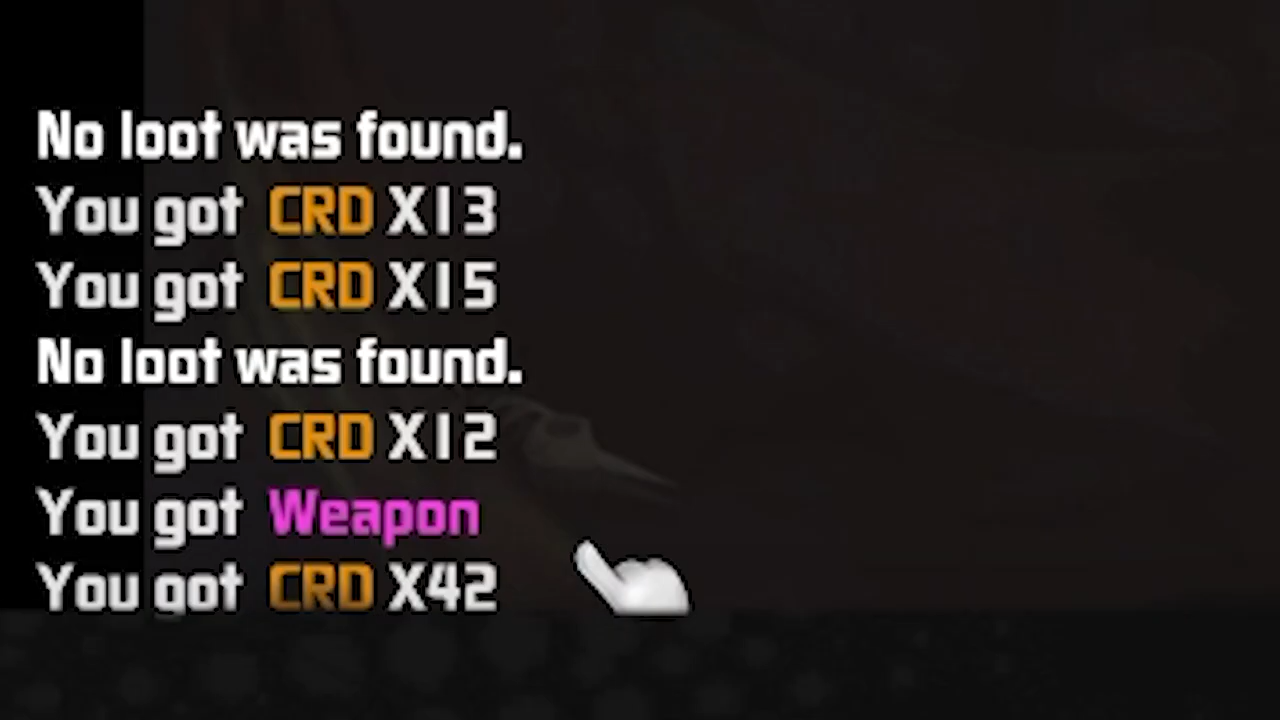 No loot was found.
You got CRD X13
You got CRD X15
No loot was found.
You got CRD X12
You got Weapon
You got CRD X42